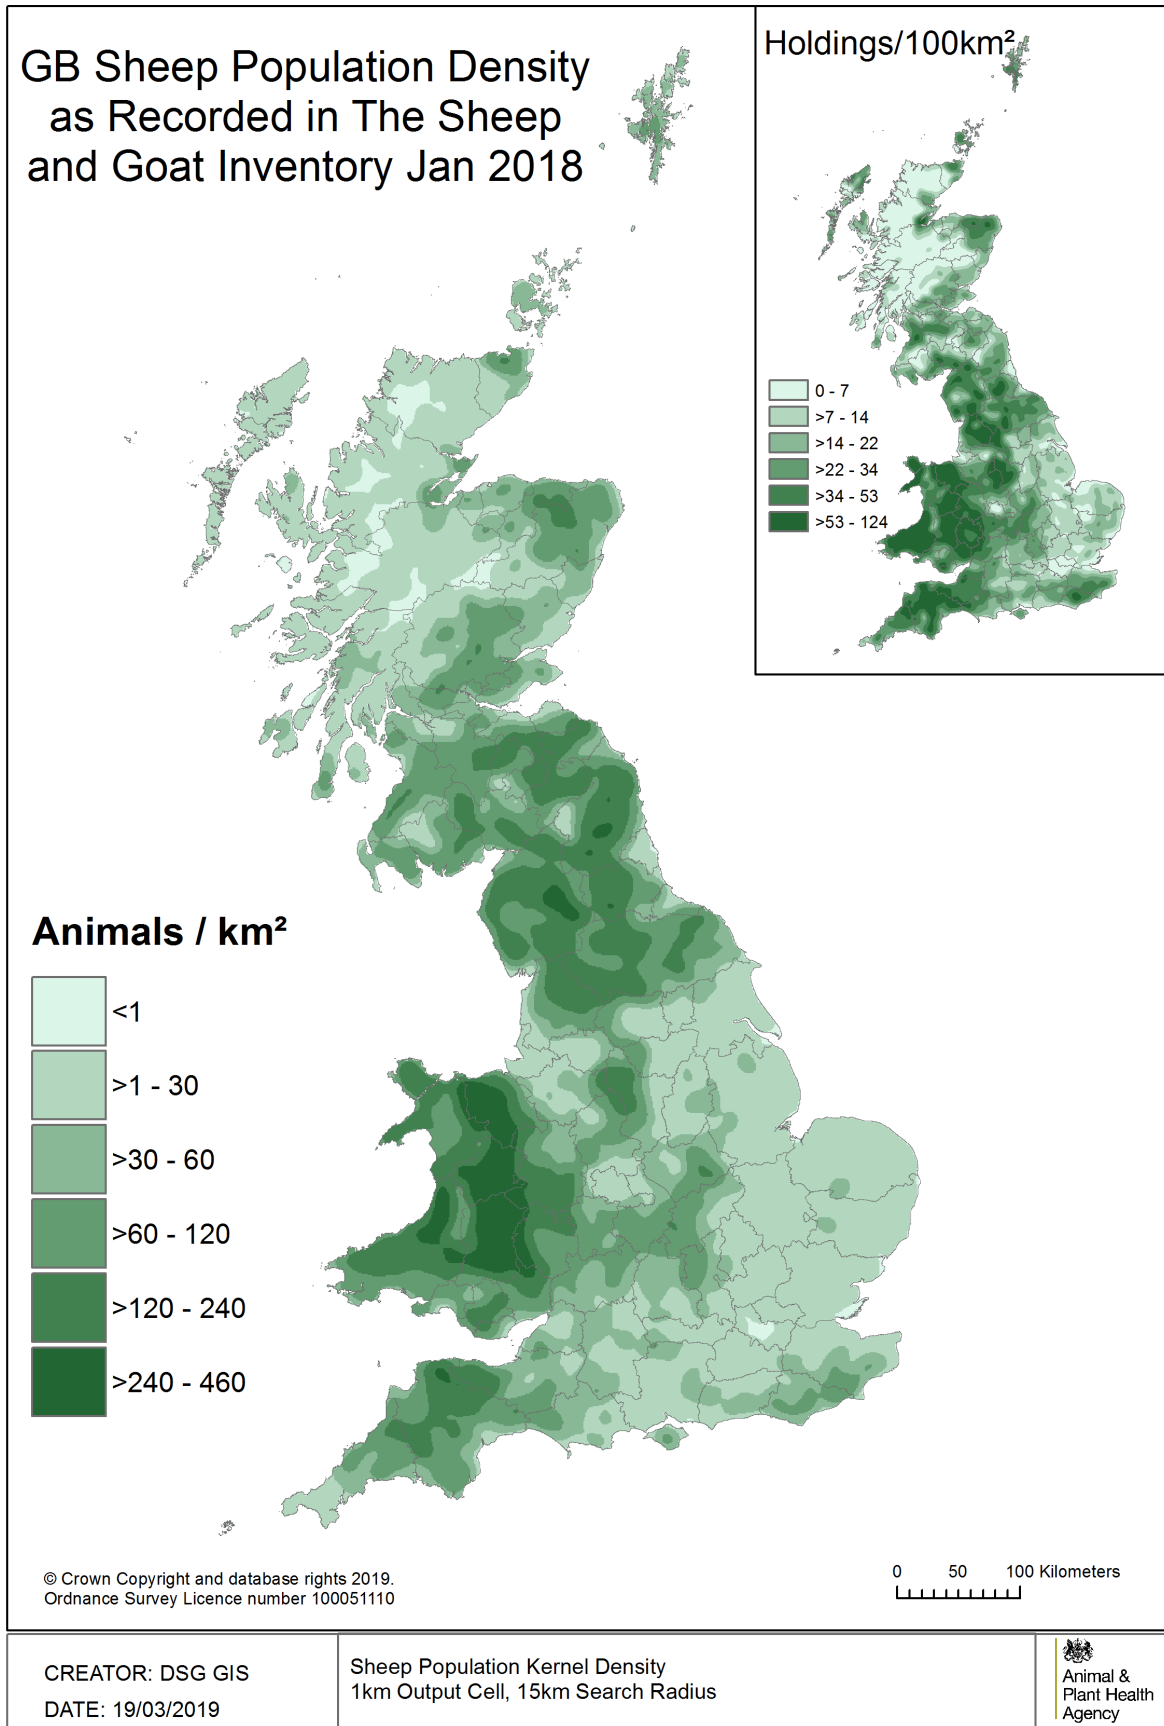 GB Sheep Population Density
as Recorded in The Sheep
and Goat Inventory Jan 2018
Holdings/100km²
0 - 7
>7 - 14
>14 - 22
>22 - 34
>34 - 53
>53 - 124
Animals / km²
<1
>1 - 30
>30 - 60
>60 - 120
>120 - 240
>240 - 460
© Crown Copyright and database rights 2019.
Ordnance Survey Licence number 100051110
0 50 100 Kilometers
CREATOR: DSG GIS
DATE: 19/03/2019
Sheep Population Kernel Density
1km Output Cell, 15km Search Radius
Animal &
Plant Health
Agency